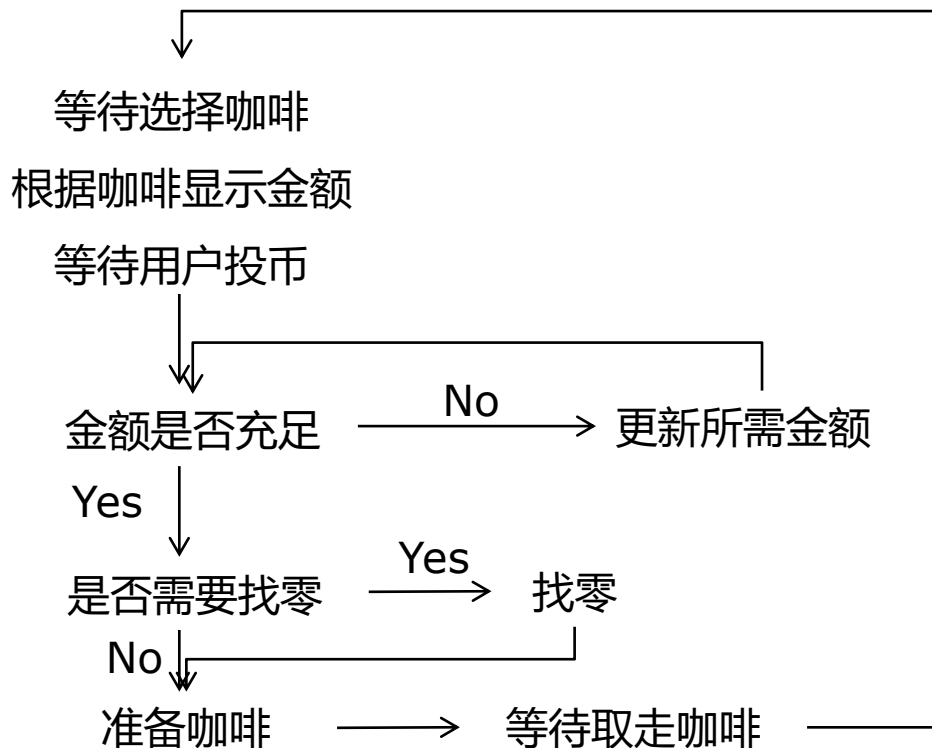 等待选择咖啡
根据咖啡显示金额
等待用户投币
金额是否充足
No
更新所需金额
Yes
是否需要找零
Yes
找零
No
准备咖啡
等待取走咖啡